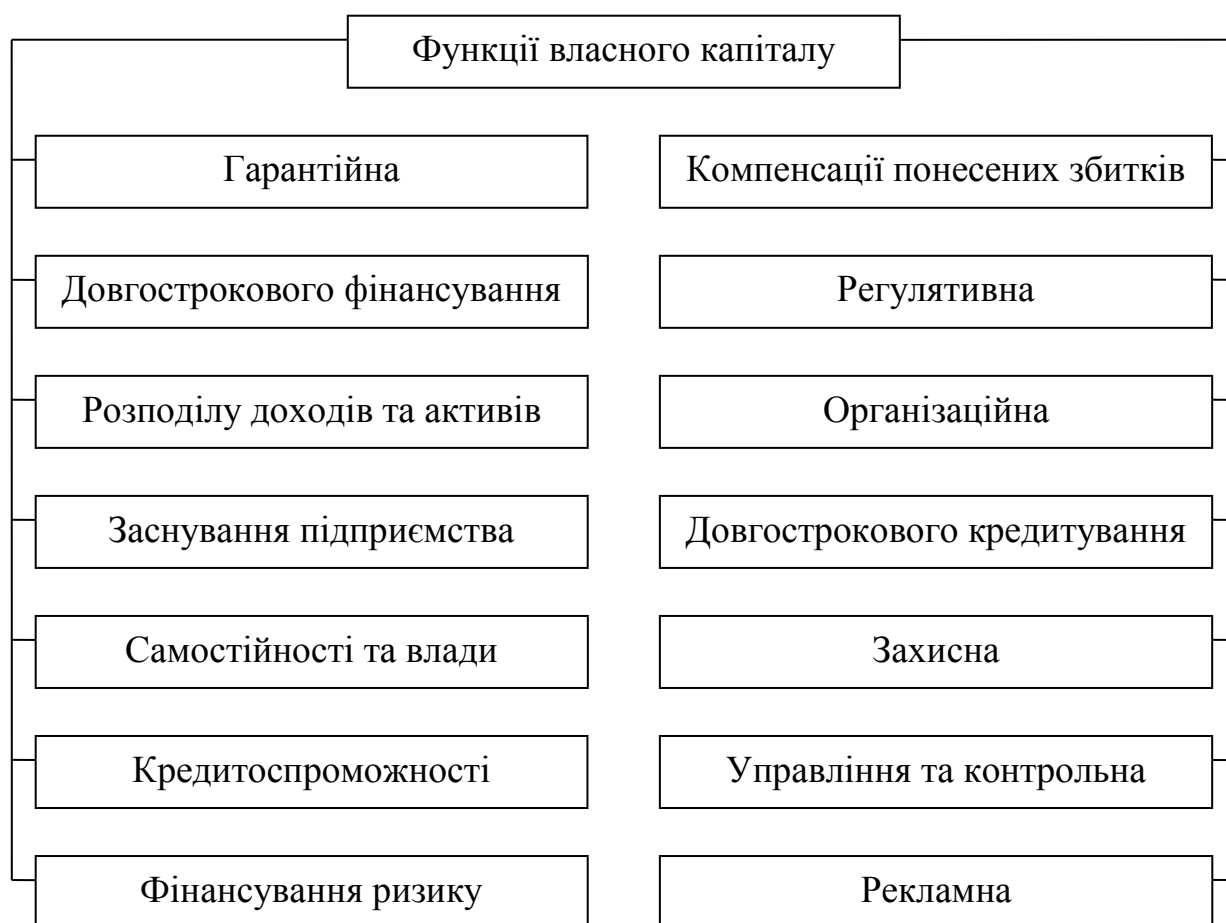 Функції власного капіталу
Гарантійна
Компенсації понесених збитків
Довгострокового фінансування
Регулятивна
Розподілу доходів та активів
Організаційна
Заснування підприємства
Довгострокового кредитування
Самостійності та влади
Захисна
Кредитоспроможності
Управління та контрольна
Фінансування ризику
Рекламна